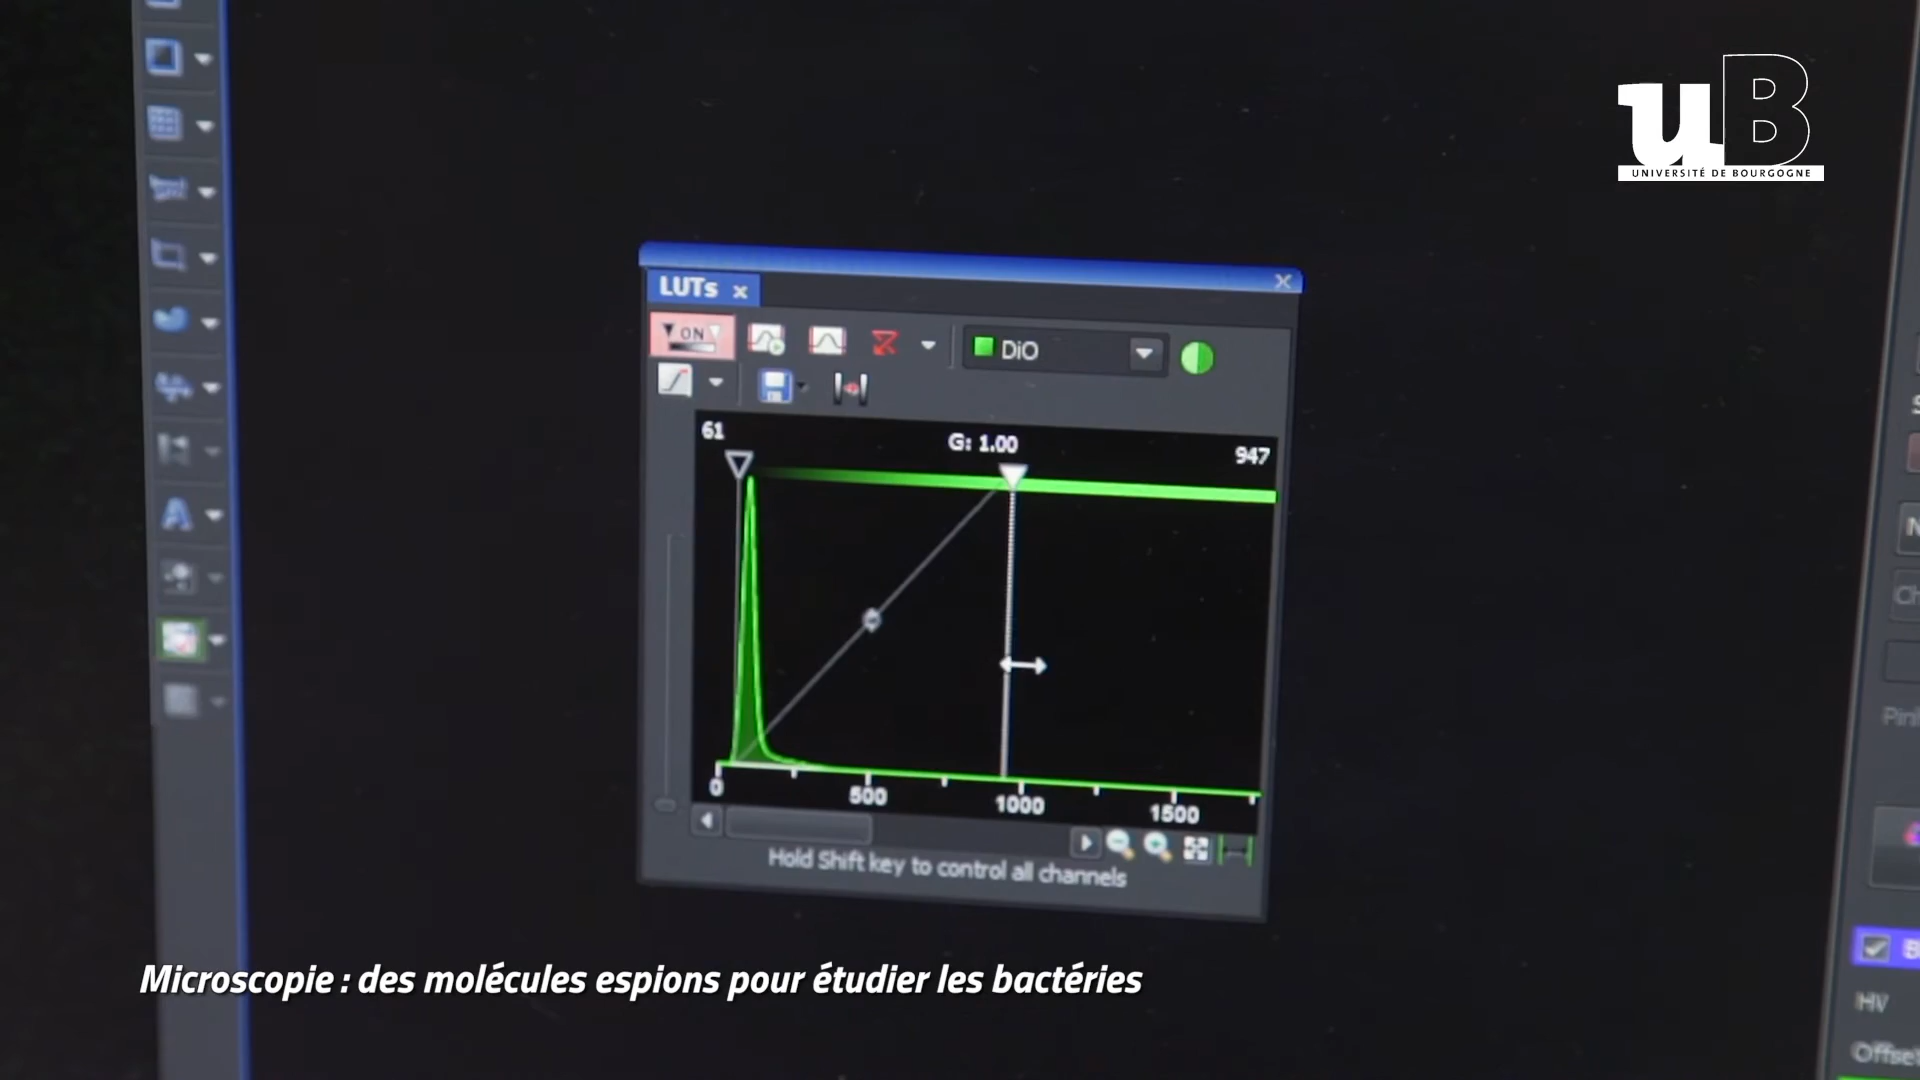 uB
UNIVERSITÉ DE BOURGOGNE
LUTs
ON
DiO
61
G: 1.00
947
0 500 1000 1500
Hold Shift key to control all channels
HV
Offset
Microscopie : des molécules espions pour étudier les bactéries